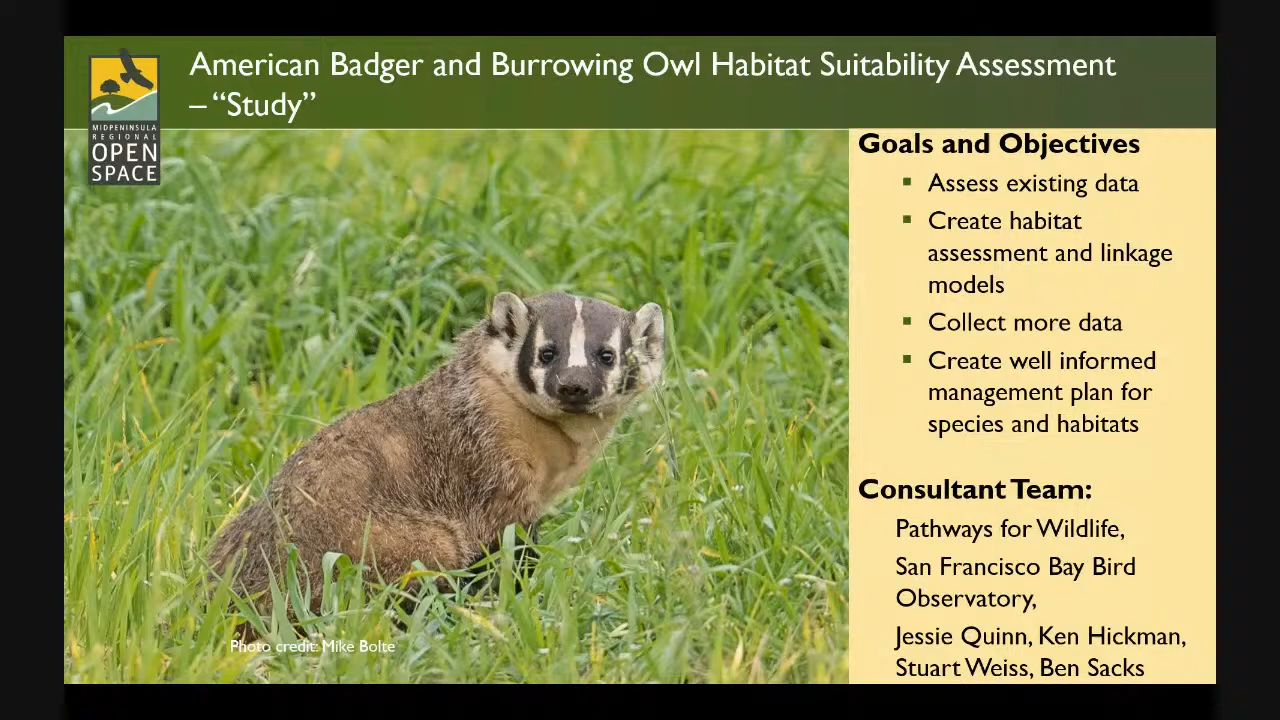 American Badger and Burrowing Owl Habitat Suitability Assessment
– “Study”
MIDPENINSULA
REGIONAL
OPEN
SPACE
Goals and Objectives
▪ Assess existing data
▪ Create habitat
assessment and linkage
models
▪ Collect more data
▪ Create well informed
management plan for
species and habitats
Consultant Team:
Pathways for Wildlife,
San Francisco Bay Bird
Observatory,
Jessie Quinn, Ken Hickman,
Stuart Weiss, Ben Sacks
Photo credit: Mike Bolte